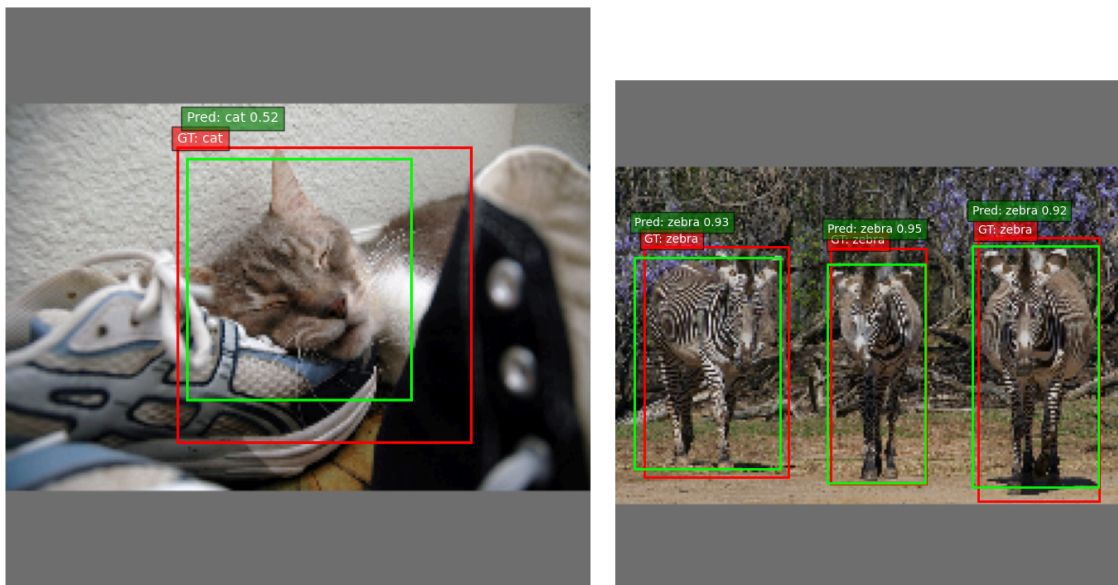 Pred: cat 0.52
GT: cat
Pred: zebra 0.93
GT: zebra
Pred: zebra 0.95
GT: zebra
Pred: zebra 0.92
GT: zebra